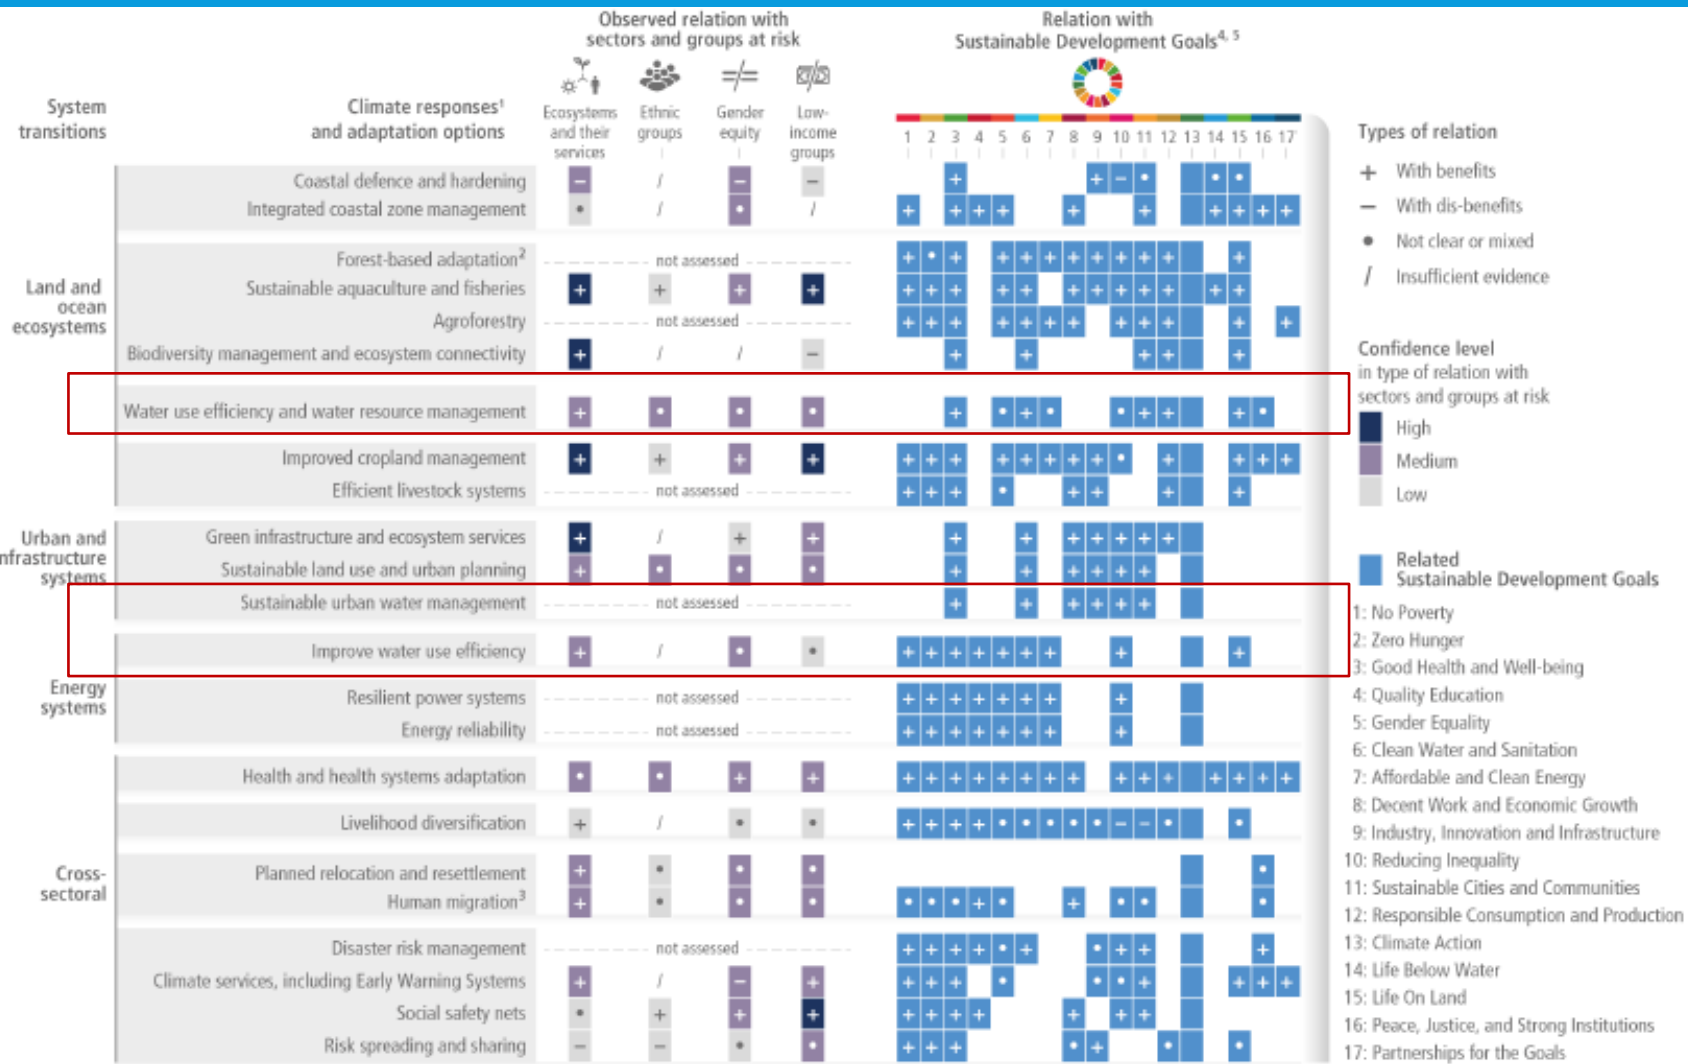 Observed relation with
sectors and groups at risk
Relation with
Sustainable Development Goals4, 5
System
transitions
Climate responses1
and adaptation options
Ecosystems
and their
services
Ethnic
groups
Gender
equity
Low-
income
groups
1 2 3 4 5 6 7 8 9 10 11 12 13 14 15 16 17
Land and
ocean
ecosystems
Coastal defence and hardening − / − − + + − • • •
Integrated coastal zone management • / • / + + + + + + + + + +
Forest-based adaptation2 not assessed + • + + + + + + + + + +
Sustainable aquaculture and fisheries + + + + + + + + + + + + + + + +
Agroforestry not assessed + + + + + + + + + + + +
Biodiversity management and ecosystem connectivity + / / − + + + + +
Water use efficiency and water resource management + • • • + • + • • + + + •
Improved cropland management + + + + + + + + + + + + • + + + +
Efficient livestock systems not assessed + + + • + + + +
Urban and
nfrastructure
systems
Green infrastructure and ecosystem services + / + + + + + + + + +
Sustainable land use and urban planning + • • • + + + + + +
Sustainable urban water management not assessed + + + + + +
Improve water use efficiency + / • • + + + + + + + + +
Energy
systems
Resilient power systems not assessed + + + + + + + +
Energy reliability not assessed + + + + + + + +
Cross-
sectoral
Health and health systems adaptation • • + + + + + + + + + + + + + + + + +
Livelihood diversification + / • • + + + + • • • • • − − • •
Planned relocation and resettlement + • • • •
Human migration3 + • • • • • • + • + • • •
Disaster risk management not assessed + + + + • + • + + +
Climate services, including Early Warning Systems + / − + + + + • • • + + + +
Social safety nets • + + + + + + + + + +
Risk spreading and sharing − − • • + + + • + • •
Types of relation
+ With benefits
− With dis-benefits
• Not clear or mixed
/ Insufficient evidence
Confidence level
in type of relation with
sectors and groups at risk
High
Medium
Low
Related
Sustainable Development Goals
1: No Poverty
2: Zero Hunger
3: Good Health and Well-being
4: Quality Education
5: Gender Equality
6: Clean Water and Sanitation
7: Affordable and Clean Energy
8: Decent Work and Economic Growth
9: Industry, Innovation and Infrastructure
10: Reducing Inequality
11: Sustainable Cities and Communities
12: Responsible Consumption and Production
13: Climate Action
14: Life Below Water
15: Life On Land
16: Peace, Justice, and Strong Institutions
17: Partnerships for the Goals